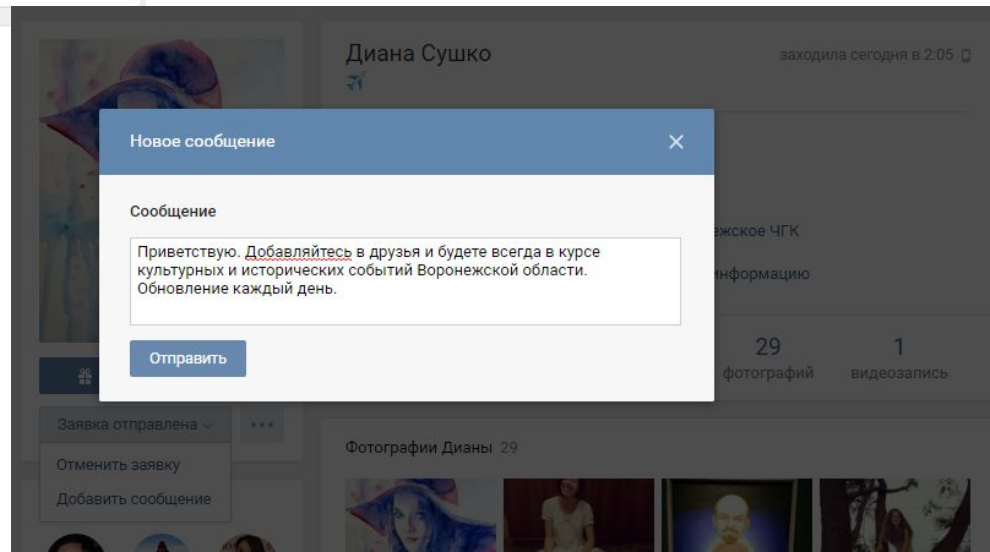 Диана Сушко
заходила сегодня в 2:05
Новое сообщение
Сообщение
Приветствую. Добавляйтесь в друзья и будете всегда в курсе
культурных и исторических событий Воронежской области.
Обновление каждый день.
Отправить
ежское ЧГК
информацию
29
фотографий
1
видеозапись
Заявка отправлена
Отменить заявку
Добавить сообщение
Фотографии Дианы 29